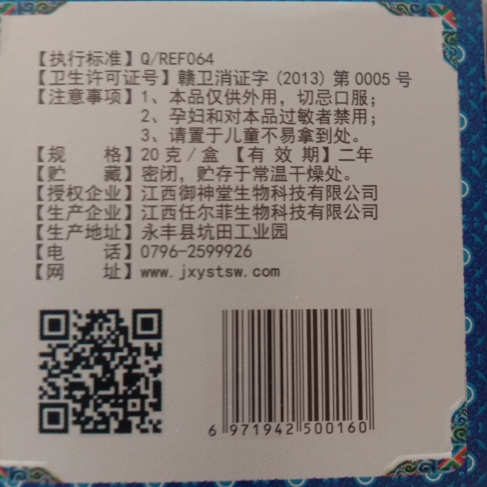 【执行标准】Q/REF064
【卫生许可证号】赣卫消证字(2013)第0005号
【注意事项】1、本品仅供外用，切忌口服；
2、孕妇和对本品过敏者禁用；
3、请置于儿童不易拿到处。
【规 格】20克/盒【有 效 期】二年
【贮 藏】密闭，贮存于常温干燥处。
【授权企业】江西御神堂生物科技有限公司
【生产企业】江西任尔菲生物科技有限公司
【生产地址】永丰县坑田工业园
【电 话】0796-2599926
【网 址】www.jxystsw.com
6 971942 500160